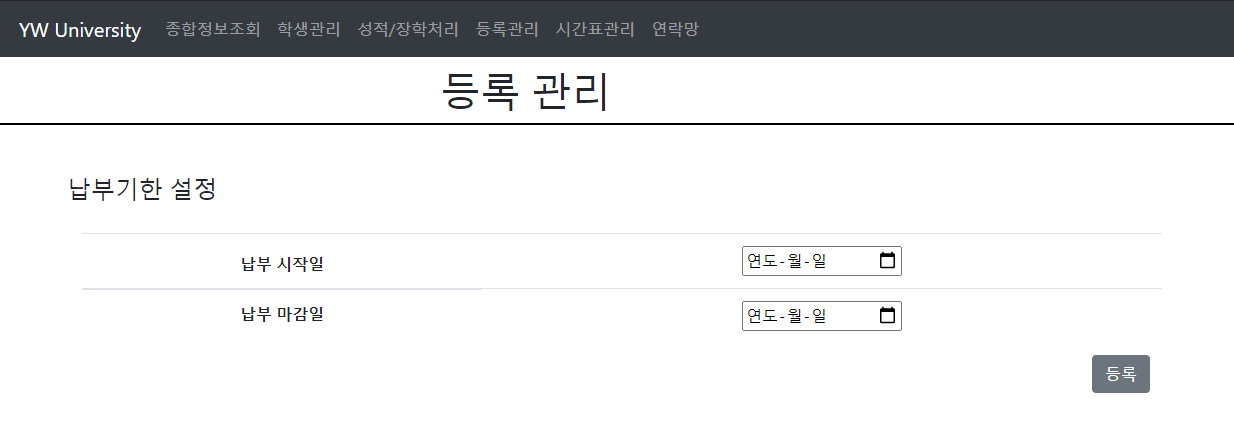 YW University 종합정보조회 학생관리 성적/장학처리 등록관리 시간표관리 연락망
등록 관리
납부기한 설정
납부 시작일 연도-월-일
납부 마감일 연도-월-일
등록